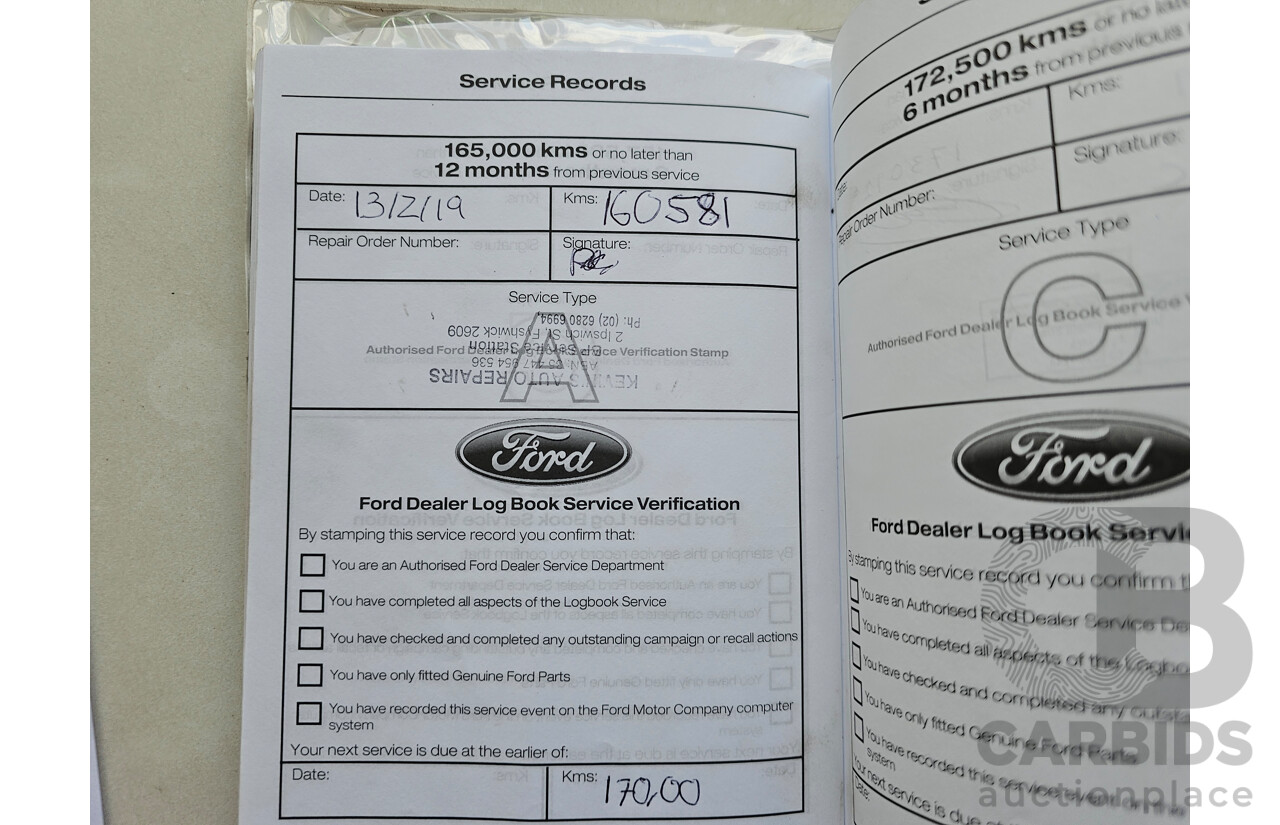 Service Records
165,000 kms or no later than
12 months from previous service
Date: 13/2/19
Kms: 160581
Repair Order Number:
Signature:
Service Type
A
Authorised Ford Dealer Log Book Service Verification Stamp
KEVIN'S AUTO REPAIRS
BP Service Station
2 Ipswich St, Fyshwick 2609
Ph: (02) 6280 6994
Ford
Ford Dealer Log Book Service Verification
By stamping this service record you confirm that:
You are an Authorised Ford Dealer Service Department
You have completed all aspects of the Logbook Service
You have checked and completed any outstanding campaign or recall actions
You have only fitted Genuine Ford Parts
You have recorded this service event on the Ford Motor Company computer
system
Your next service is due at the earlier of:
Date:
Kms: 170,00
172,500 kms or no
6 months from previous
Kms:
Date:
Repair Order Number:
Signature:
Service Type
C
Authorised Ford Dealer Log Book Service
Ford
Ford Dealer Log Book
By stamping this service record you confirm
You are an Authorised Ford Dealer Service
You have completed all aspects of the
You have checked and completed any
You have only fitted Genuine Ford Parts
You have recorded this service event on the
system
Your next service is due
Date:
CARBIDS
auctionplace